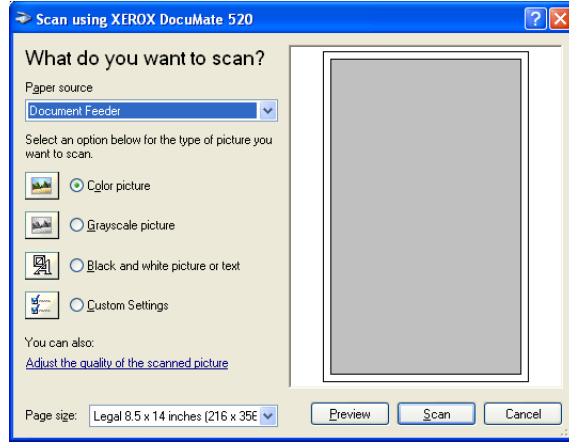 Scan using XEROX DocuMate 520
What do you want to scan?
Paper source
Document Feeder
Select an option below for the type of picture you
want to scan.
Color picture
Grayscale picture
Black and white picture or text
Custom Settings
You can also:
Adjust the quality of the scanned picture
Page size: Legal 8.5 x 14 inches (216 x 356
Preview Scan Cancel